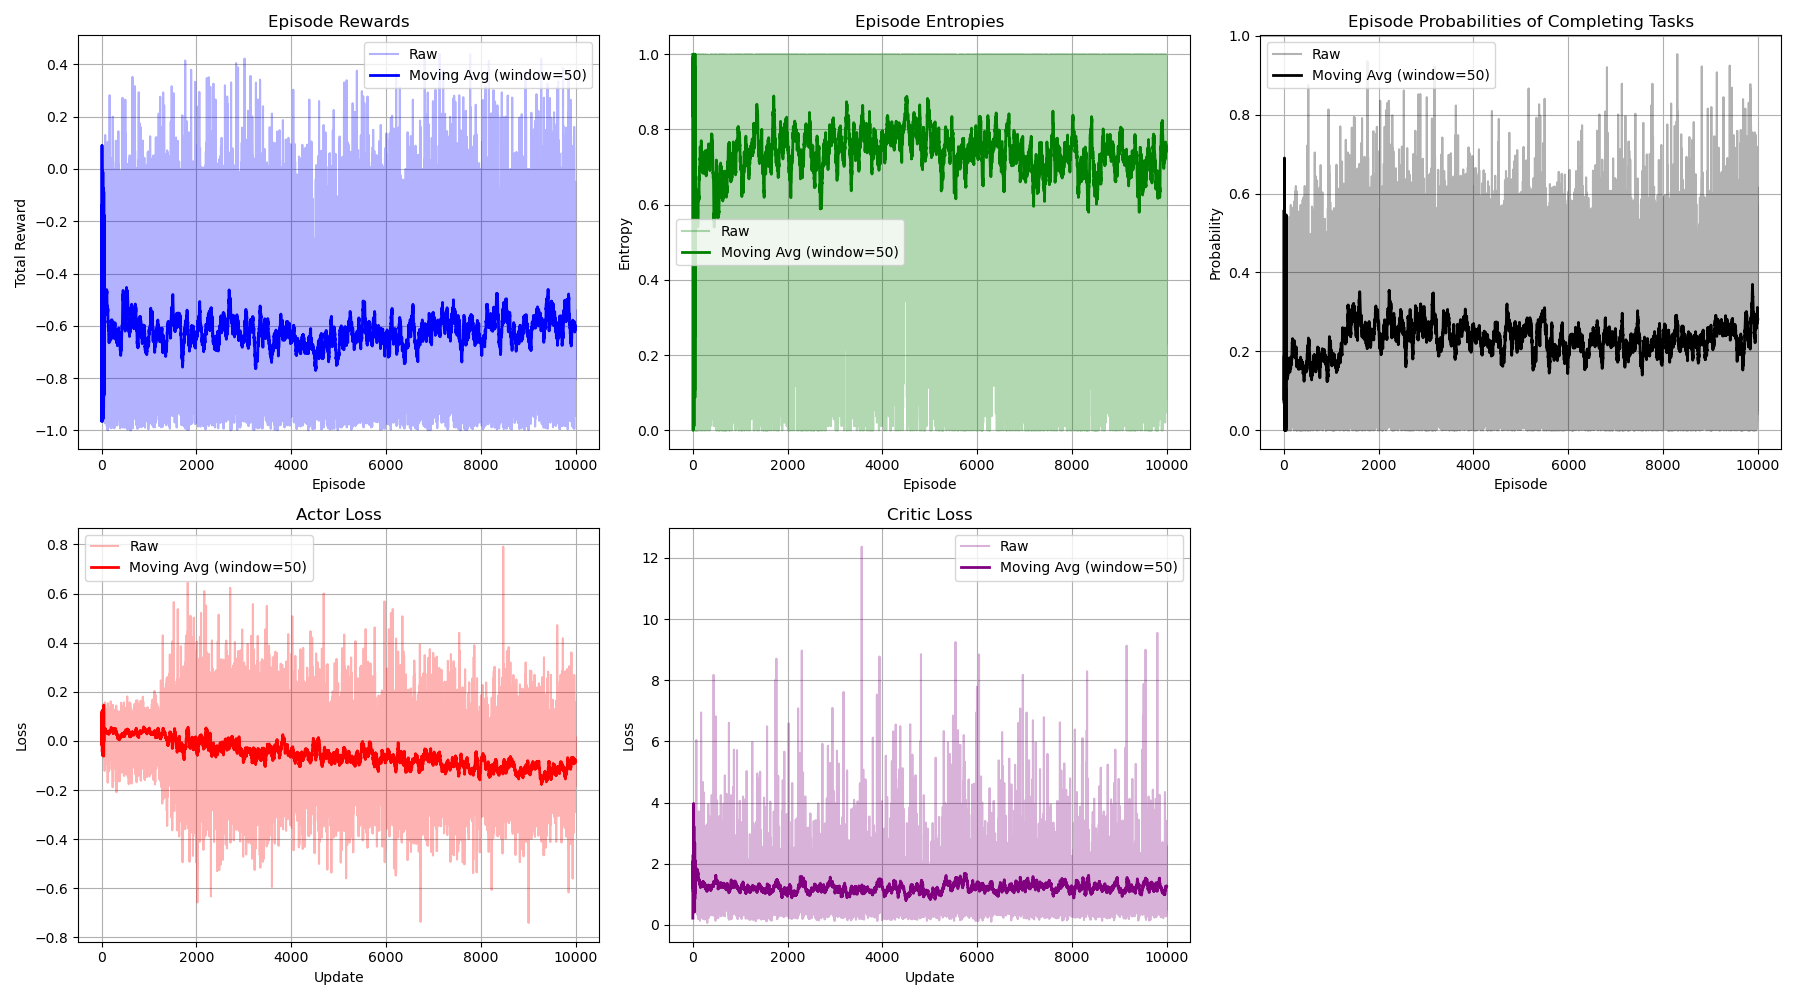 Episode Rewards
Raw
Moving Avg (window=50)
Total Reward
0.4
0.2
0.0
−0.2
−0.4
−0.6
−0.8
−1.0
0 2000 4000 6000 8000 10000
Episode
Episode Entropies
Raw
Moving Avg (window=50)
Entropy
1.0
0.8
0.6
0.4
0.2
0.0
0 2000 4000 6000 8000 10000
Episode
Episode Probabilities of Completing Tasks
Raw
Moving Avg (window=50)
Probability
1.0
0.8
0.6
0.4
0.2
0.0
0 2000 4000 6000 8000 10000
Episode
Actor Loss
Raw
Moving Avg (window=50)
Loss
0.8
0.6
0.4
0.2
0.0
−0.2
−0.4
−0.6
−0.8
0 2000 4000 6000 8000 10000
Update
Critic Loss
Raw
Moving Avg (window=50)
Loss
12
10
8
6
4
2
0
0 2000 4000 6000 8000 10000
Update